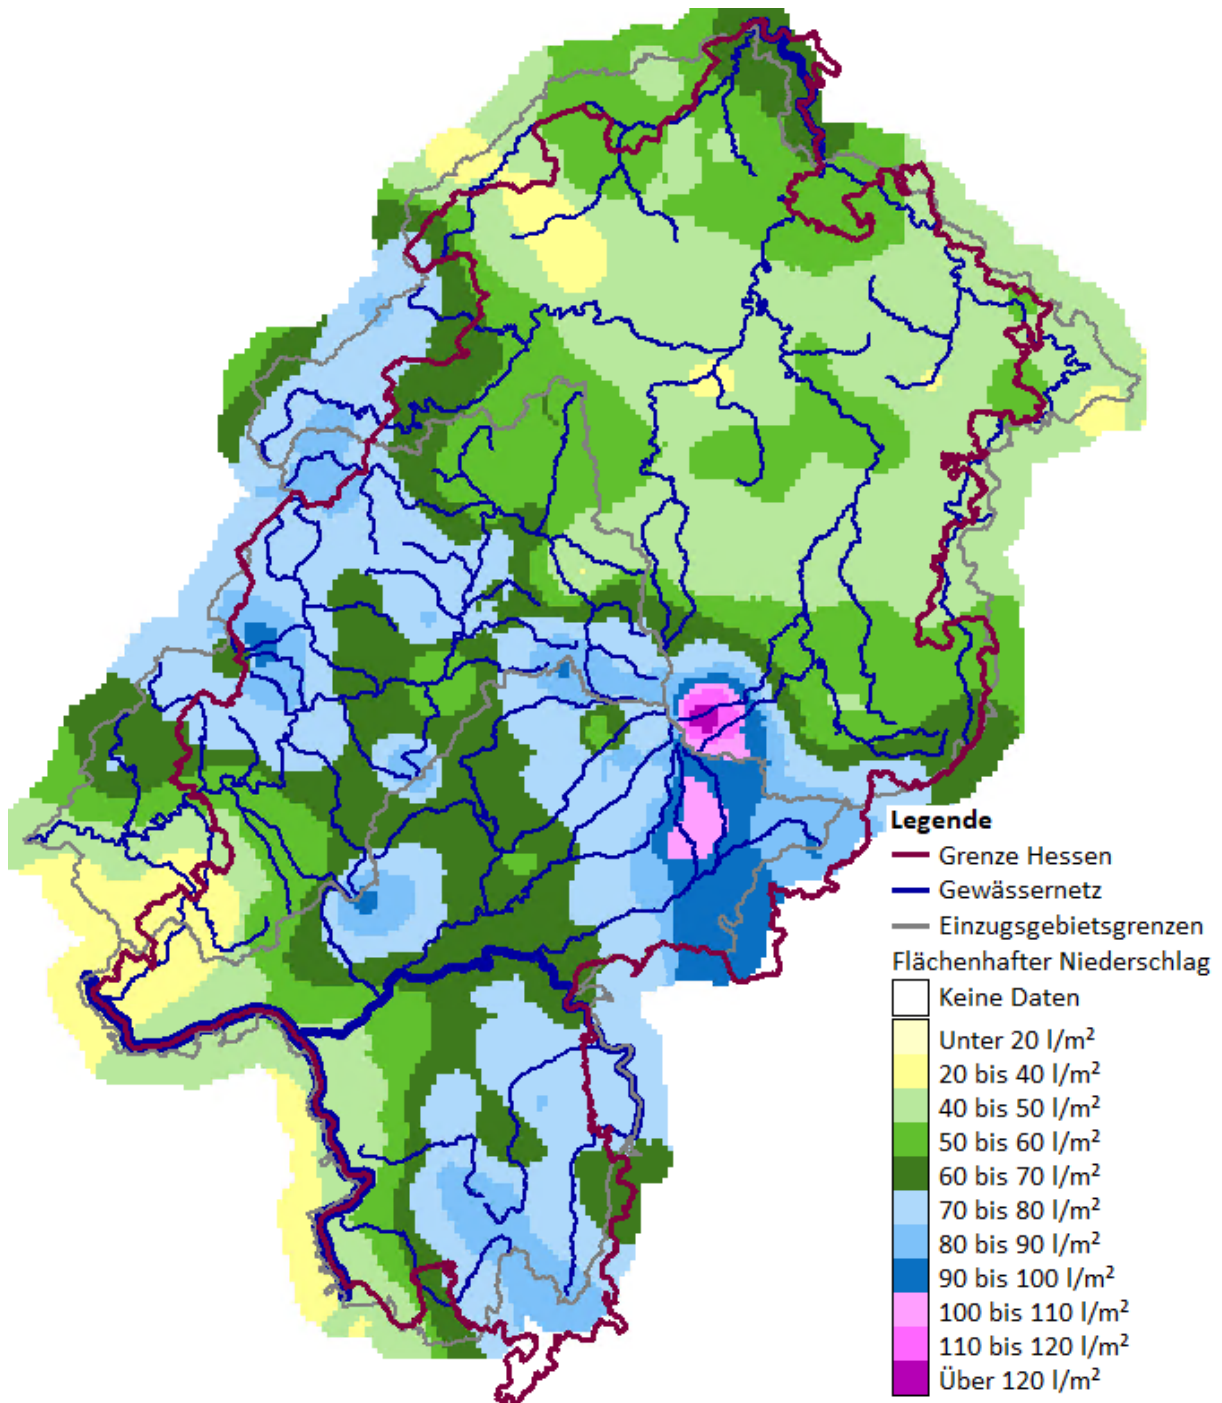 Legende
Grenze Hessen
Gewässernetz
Einzugsgebietsgrenzen
Flächenhafter Niederschlag
Keine Daten
Unter 20 l/m²
20 bis 40 l/m²
40 bis 50 l/m²
50 bis 60 l/m²
60 bis 70 l/m²
70 bis 80 l/m²
80 bis 90 l/m²
90 bis 100 l/m²
100 bis 110 l/m²
110 bis 120 l/m²
Über 120 l/m²